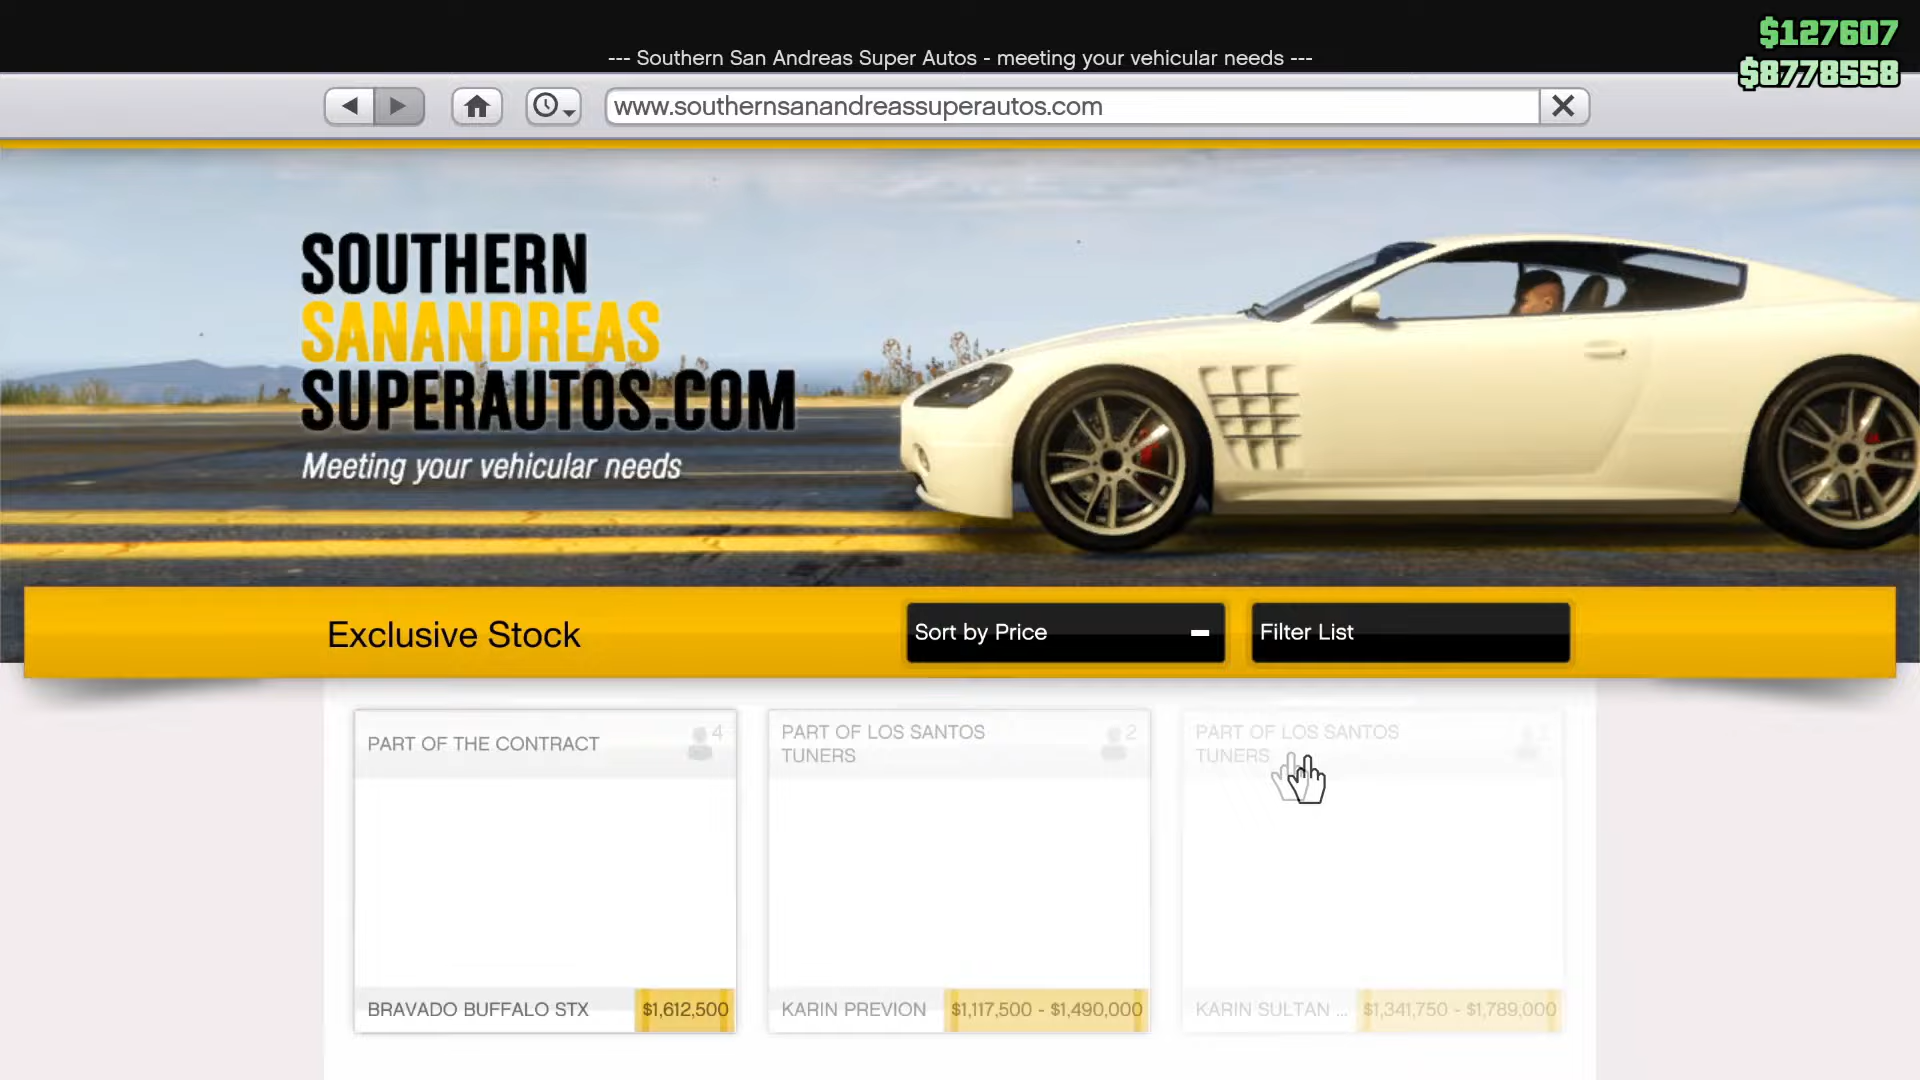 $127607
--- Southern San Andreas Super Autos - meeting your vehicular needs ---
$8778558
www.southernsanandreassuperautos.com
SOUTHERN
SANANDREAS
SUPERAUTOS.COM
Meeting your vehicular needs
Exclusive Stock
Sort by Price
Filter List
PART OF THE CONTRACT
4
PART OF LOS SANTOS
TUNERS
2
PART OF LOS SANTOS
TUNERS
BRAVADO BUFFALO STX
$1,612,500
KARIN PREVION
$1,117,500 - $1,490,000
KARIN SULTAN ...
$1,341,750 - $1,789,000